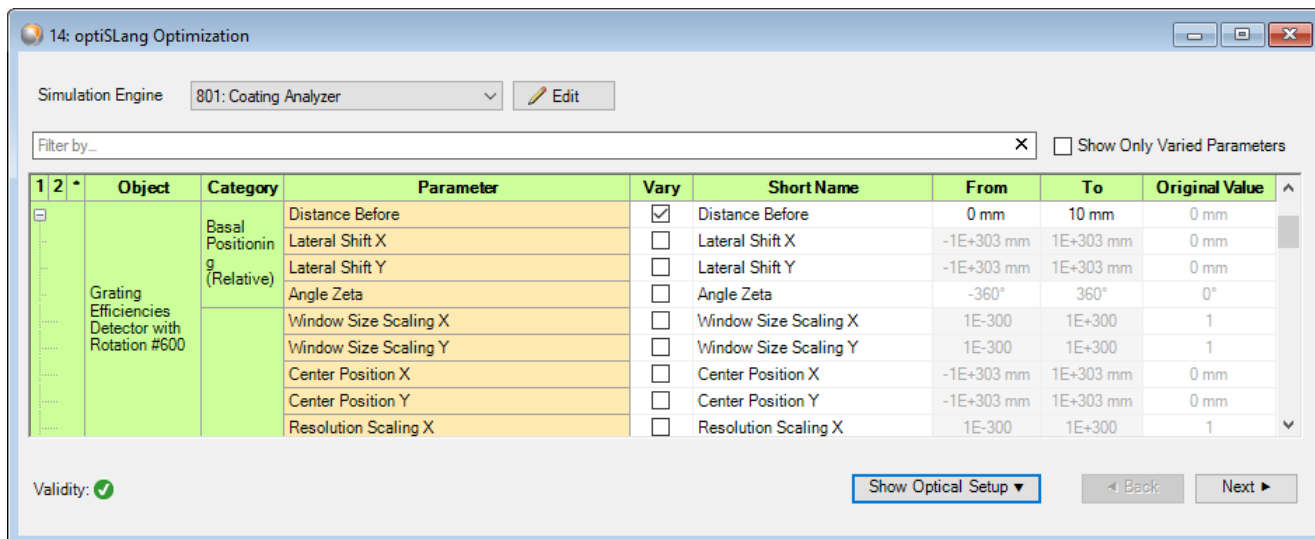 14: optiSLang Optimization
Simulation Engine 801: Coating Analyzer Edit
Filter by... Show Only Varied Parameters
1 2 * Object Category Parameter Vary Short Name From To Original Value
Grating
Efficiencies
Detector with
Rotation #600
Basal
Positionin
g
(Relative)
Distance Before Distance Before 0 mm 10 mm 0 mm
Lateral Shift X Lateral Shift X -1E+303 mm 1E+303 mm 0 mm
Lateral Shift Y Lateral Shift Y -1E+303 mm 1E+303 mm 0 mm
Angle Zeta Angle Zeta -360° 360° 0°
Window Size Scaling X Window Size Scaling X 1E-300 1E+300 1
Window Size Scaling Y Window Size Scaling Y 1E-300 1E+300 1
Center Position X Center Position X -1E+303 mm 1E+303 mm 0 mm
Center Position Y Center Position Y -1E+303 mm 1E+303 mm 0 mm
Resolution Scaling X Resolution Scaling X 1E-300 1E+300 1
Validity: Show Optical Setup ▼ ◄ Back Next ►